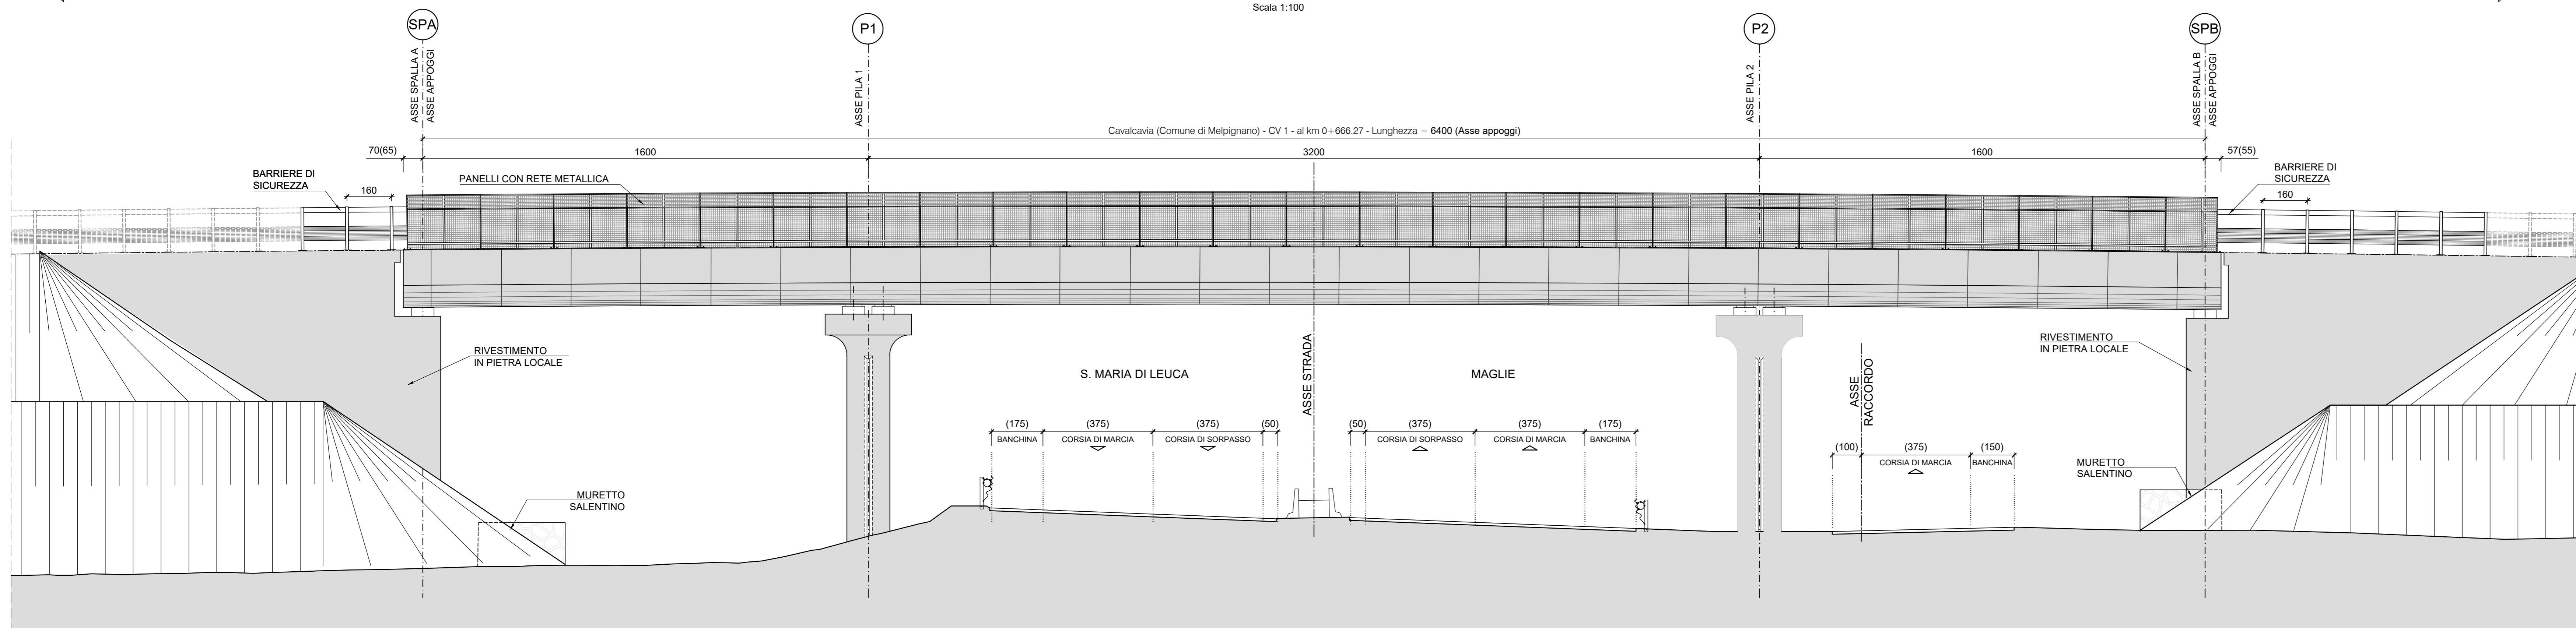 Scala 1:100
SPA
P1
P2
SPB
ASSE SPALLA A
ASSE APPOGGI
ASSE PILA 1
ASSE PILA 2
ASSE SPALLA B
ASSE APPOGGI
Cavalcavia (Comune di Melpignano) - CV 1 - al km 0+666.27 - Lunghezza = 6400 (Asse appoggi)
70(65)
1600
3200
1600
57(55)
BARRIERE DI
SICUREZZA
160
PANELLI CON RETE METALLICA
BARRIERE DI
SICUREZZA
160
RIVESTIMENTO
IN PIETRA LOCALE
S. MARIA DI LEUCA
ASSE STRADA
MAGLIE
ASSE
RACCORDO
RIVESTIMENTO
IN PIETRA LOCALE
(175)
(375)
(375)
(50)
(50)
(375)
(375)
(175)
BANCHINA
CORSIA DI MARCIA
CORSIA DI SORPASSO
CORSIA DI SORPASSO
CORSIA DI MARCIA
BANCHINA
(100)
(375)
(150)
CORSIA DI MARCIA
BANCHINA
MURETTO
SALENTINO
MURETTO
SALENTINO